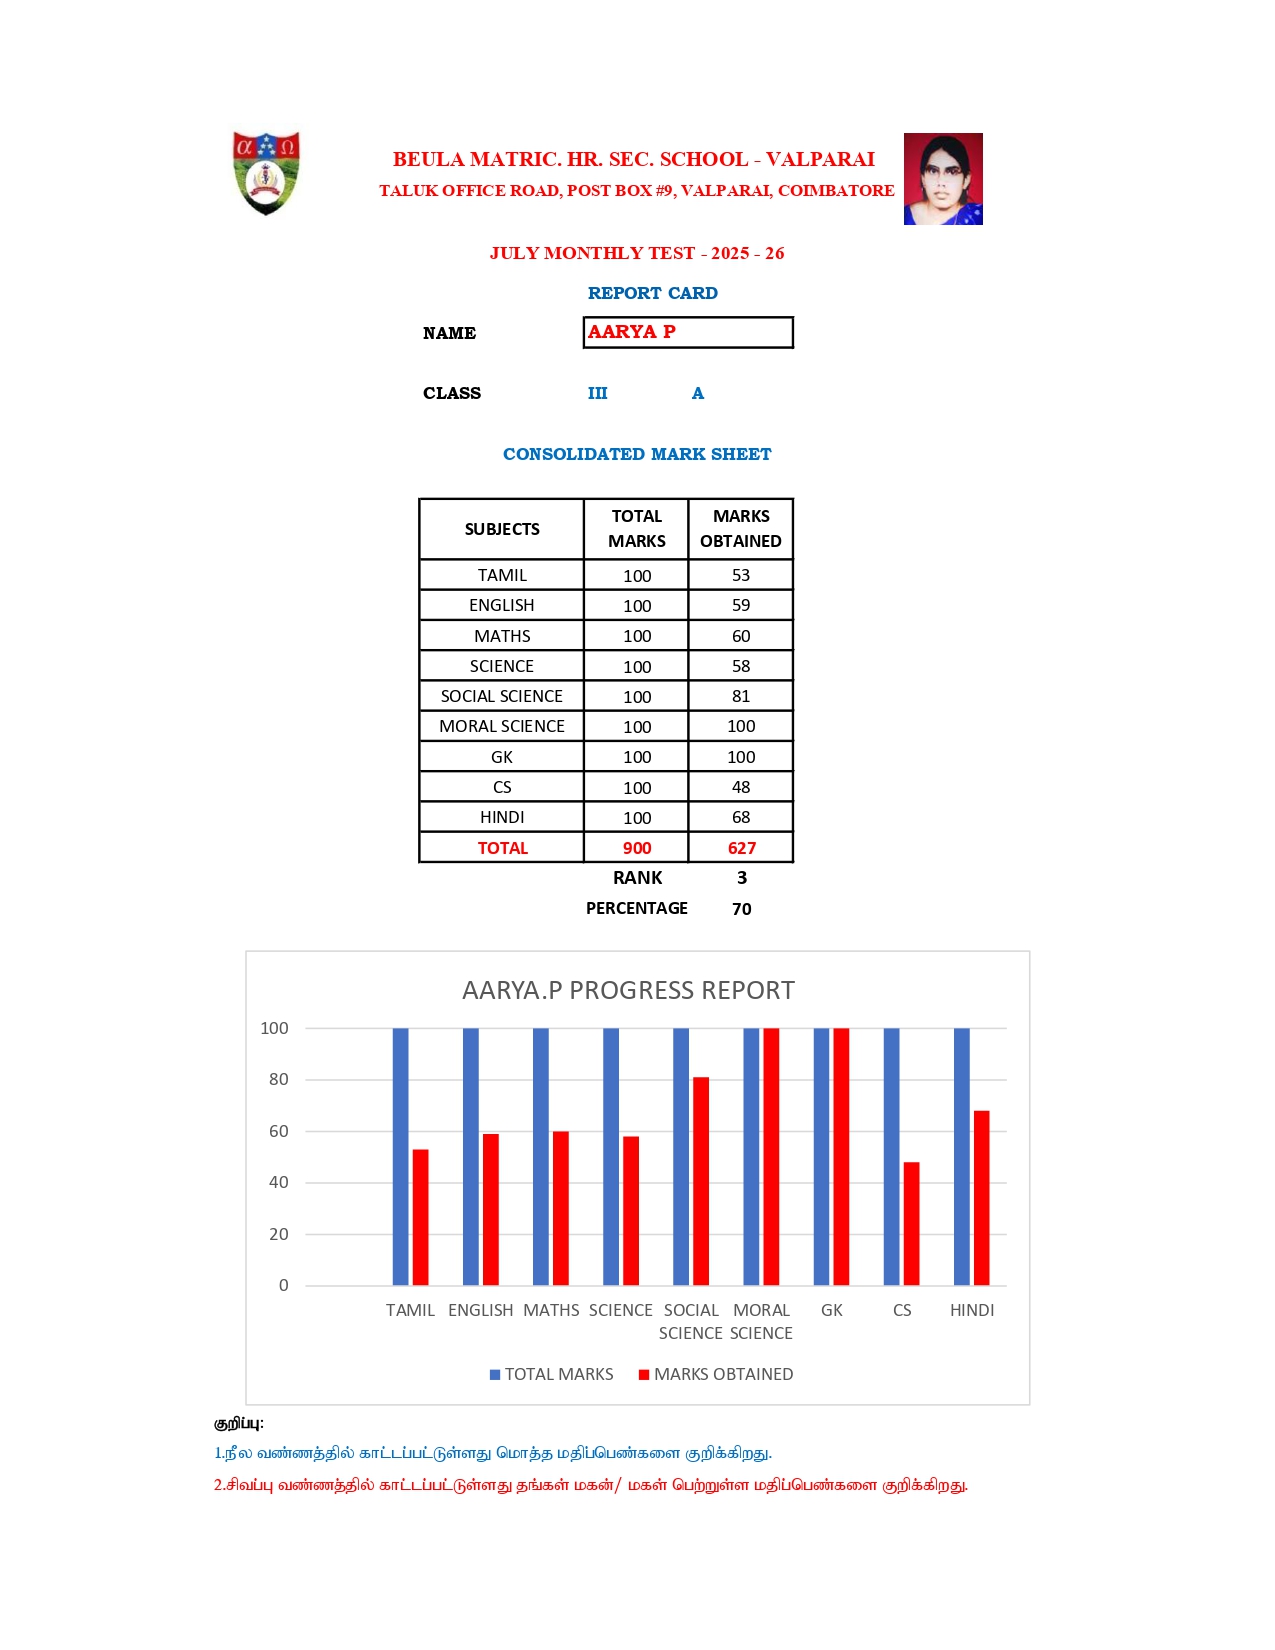 α Ω
BEULA MATRIC. HR. SEC. SCHOOL - VALPARAI
TALUK OFFICE ROAD, POST BOX #9, VALPARAI, COIMBATORE
JULY MONTHLY TEST - 2025 - 26
REPORT CARD
NAME AARYA P
CLASS III A
CONSOLIDATED MARK SHEET
SUBJECTS TOTAL MARKS MARKS OBTAINED
TAMIL 100 53
ENGLISH 100 59
MATHS 100 60
SCIENCE 100 58
SOCIAL SCIENCE 100 81
MORAL SCIENCE 100 100
GK 100 100
CS 100 48
HINDI 100 68
TOTAL 900 627
RANK 3
PERCENTAGE 70
AARYA.P PROGRESS REPORT
100
80
60
40
20
0
TAMIL ENGLISH MATHS SCIENCE SOCIAL SCIENCE MORAL SCIENCE GK CS HINDI
TOTAL MARKS MARKS OBTAINED
குறிப்பு:
1.நீல வண்ணத்தில் காட்டப்பட்டுள்ளது மொத்த மதிப்பெண்களை குறிக்கிறது.
2.சிவப்பு வண்ணத்தில் காட்டப்பட்டுள்ளது தங்கள் மகன்/ மகள் பெற்றுள்ள மதிப்பெண்களை குறிக்கிறது.